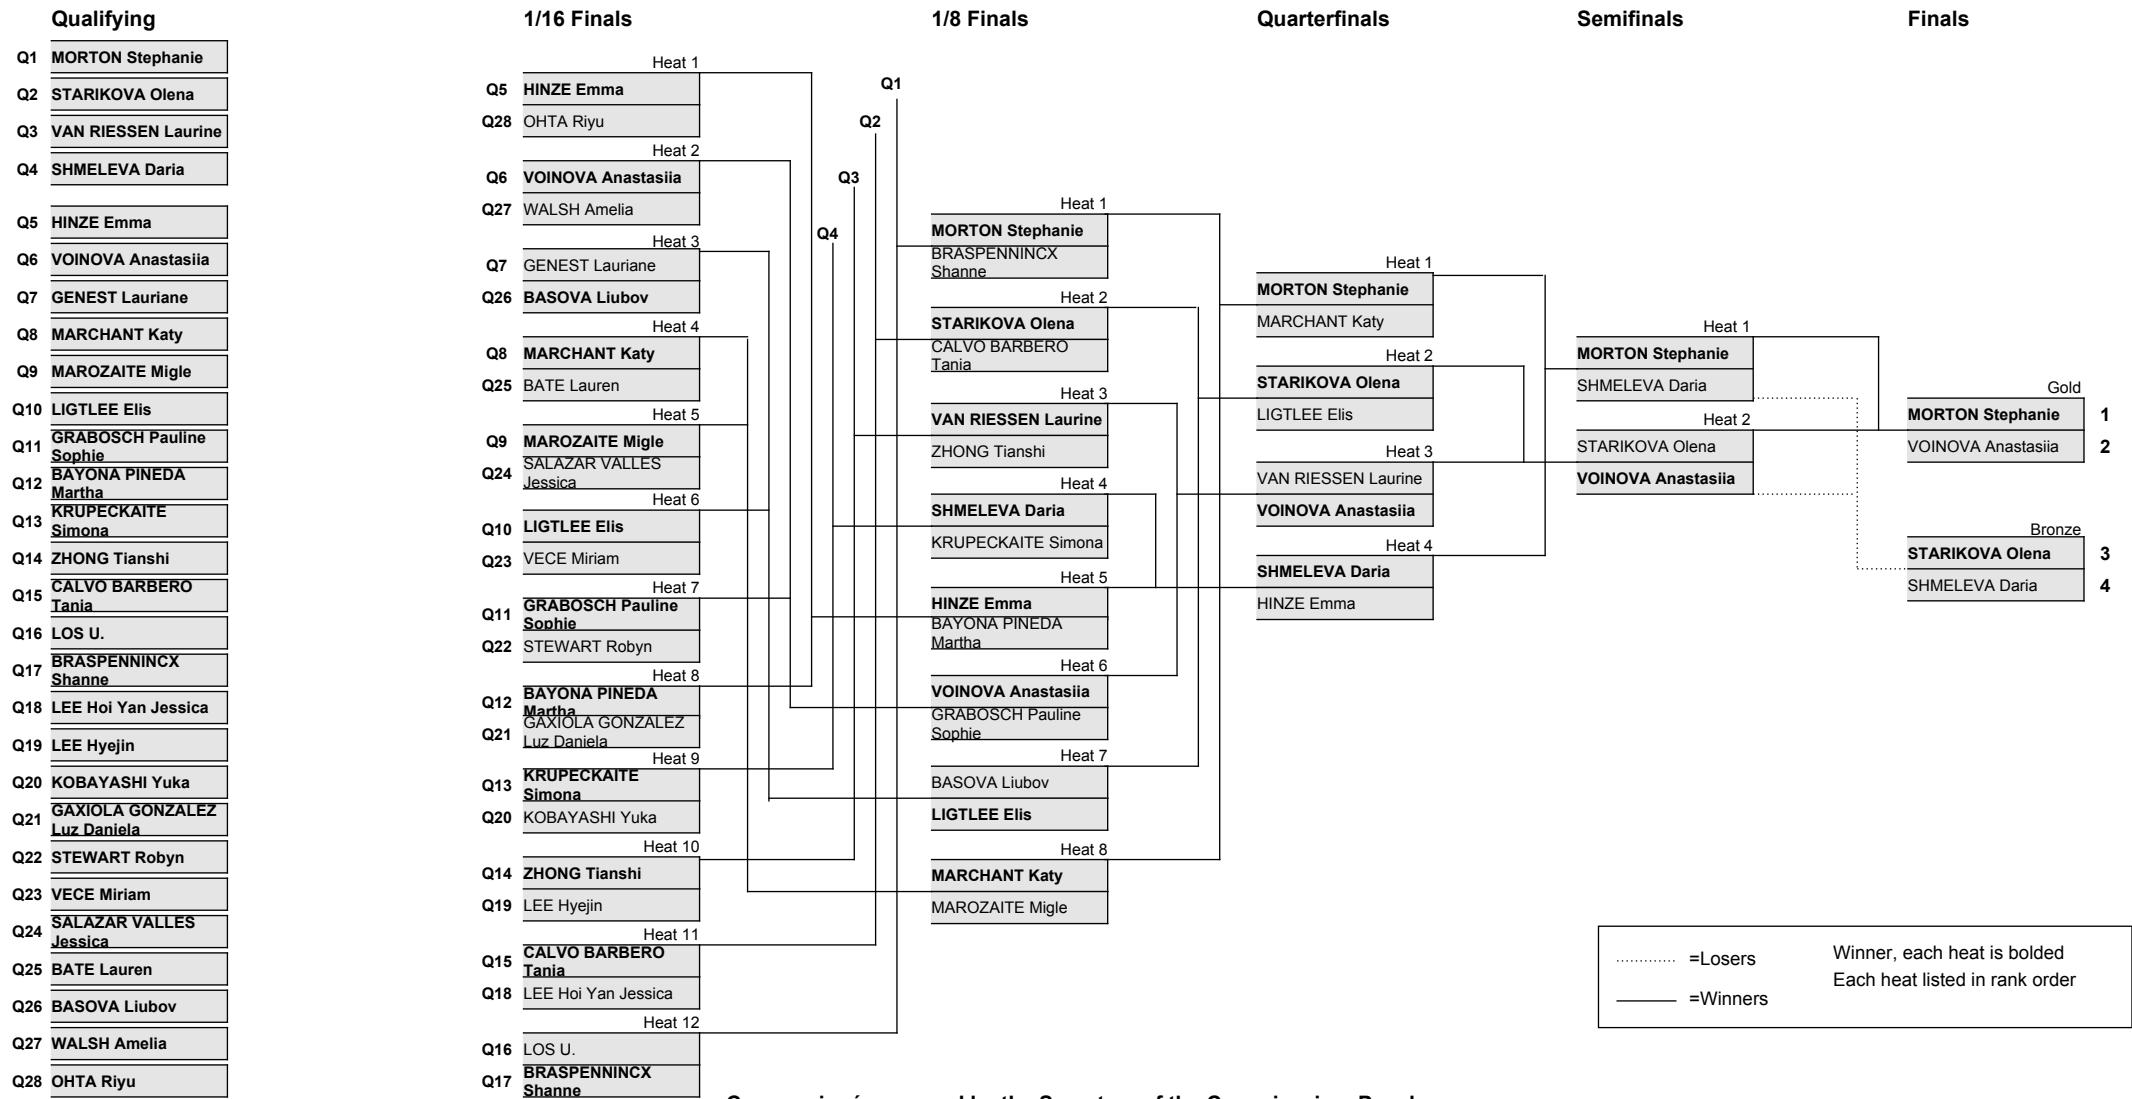 Qualifying
1/16 Finals
1/8 Finals
Quarterfinals
Semifinals
Finals
Q1 MORTON Stephanie
Q2 STARIKOVA Olena
Q3 VAN RIESSEN Laurine
Q4 SHMELEVA Daria
Q5 HINZE Emma
Q6 VOINOVA Anastasiia
Q7 GENEST Lauriane
Q8 MARCHANT Katy
Q9 MAROZAITE Migle
Q10 LIGTLEE Elis
Q11 GRABOSCH Pauline
Sophie
Q12 BAYONA PINEDA
Martha
Q13 KRUPECKAITE
Simona
Q14 ZHONG Tianshi
Q15 CALVO BARBERO
Tania
Q16 LOS U.
Q17 BRASPENNINCX
Shanne
Q18 LEE Hoi Yan Jessica
Q19 LEE Hyejin
Q20 KOBAYASHI Yuka
Q21 GAXIOLA GONZALEZ
Luz Daniela
Q22 STEWART Robyn
Q23 VECE Miriam
Q24 SALAZAR VALLES
Jessica
Q25 BATE Lauren
Q26 BASOVA Liubov
Q27 WALSH Amelia
Q28 OHTA Riyu
Heat 1
Q5 HINZE Emma
Q28 OHTA Riyu
Heat 2
Q6 VOINOVA Anastasiia
Q27 WALSH Amelia
Heat 3
Q7 GENEST Lauriane
Q26 BASOVA Liubov
Heat 4
Q8 MARCHANT Katy
Q25 BATE Lauren
Heat 5
Q9 MAROZAITE Migle
Q24 SALAZAR VALLES
Jessica
Heat 6
Q10 LIGTLEE Elis
Q23 VECE Miriam
Heat 7
Q11 GRABOSCH Pauline
Sophie
Q22 STEWART Robyn
Heat 8
Q12 BAYONA PINEDA
Martha
Q21 GAXIOLA GONZALEZ
Luz Daniela
Heat 9
Q13 KRUPECKAITE
Simona
Q20 KOBAYASHI Yuka
Heat 10
Q14 ZHONG Tianshi
Q19 LEE Hyejin
Heat 11
Q15 CALVO BARBERO
Tania
Q18 LEE Hoi Yan Jessica
Heat 12
Q16 LOS U.
Q17 BRASPENNINCX
Shanne
Q1
Q2
Q3
Q4
Heat 1
MORTON Stephanie
BRASPENNINCX
Shanne
Heat 2
STARIKOVA Olena
CALVO BARBERO
Tania
Heat 3
VAN RIESSEN Laurine
ZHONG Tianshi
Heat 4
SHMELEVA Daria
KRUPECKAITE Simona
Heat 5
HINZE Emma
BAYONA PINEDA
Martha
Heat 6
VOINOVA Anastasiia
GRABOSCH Pauline
Sophie
Heat 7
BASOVA Liubov
LIGTLEE Elis
Heat 8
MARCHANT Katy
MAROZAITE Migle
Heat 1
MORTON Stephanie
MARCHANT Katy
Heat 2
STARIKOVA Olena
LIGTLEE Elis
Heat 3
VAN RIESSEN Laurine
VOINOVA Anastasiia
Heat 4
SHMELEVA Daria
HINZE Emma
Heat 1
MORTON Stephanie
SHMELEVA Daria
Heat 2
STARIKOVA Olena
VOINOVA Anastasiia
Gold
MORTON Stephanie 1
VOINOVA Anastasiia 2
Bronze
STARIKOVA Olena 3
SHMELEVA Daria 4
=Losers
=Winners
Winner, each heat is bolded
Each heat listed in rank order